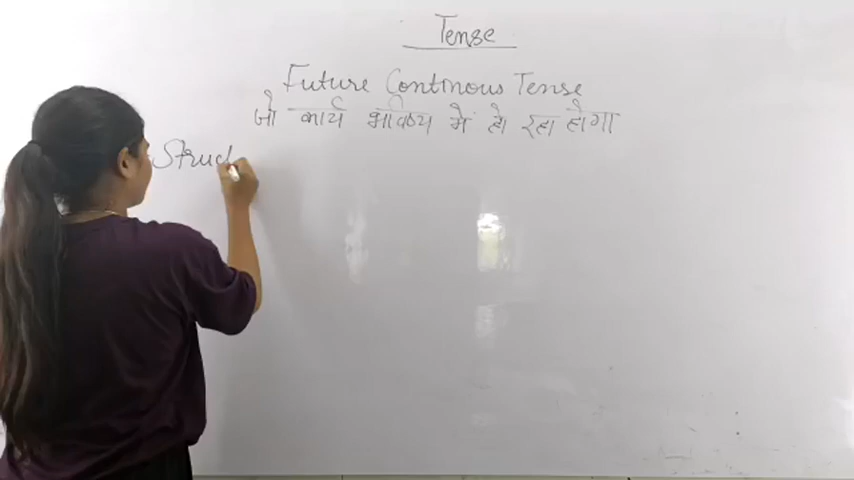 Tense
Future Continous Tense
जो कार्य भविष्य में हो रहा होगा
Struc